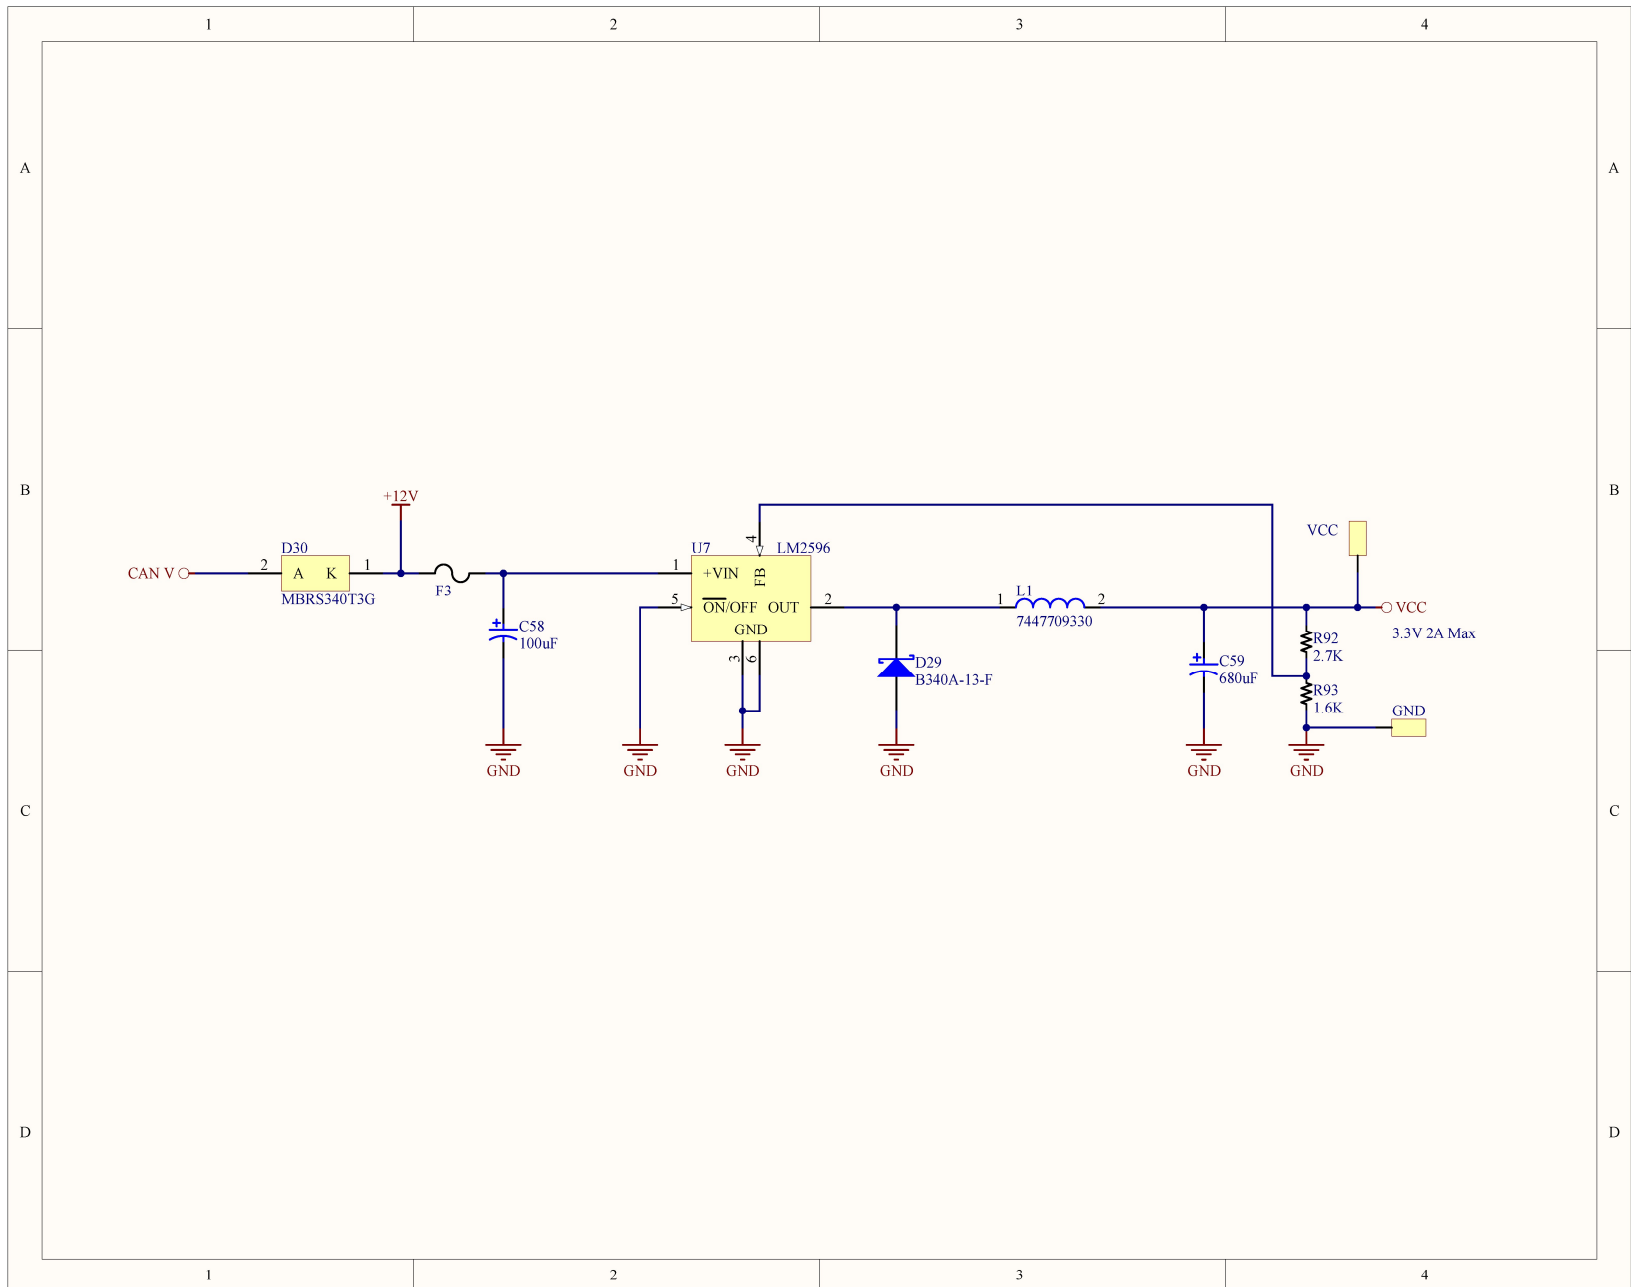 1 2 3 4
A A
B B
+12V
CAN V
2
D30
A K
MBRS340T3G
1
F3
C58
100uF
GND
GND
U7 LM2596
4
1
+VIN
FB
5
ON/OFF OUT
2
GND
3 6
GND
D29
B340A-13-F
GND
1
L1
7447709330
2
C59
680uF
GND
VCC
VCC
3.3V 2A Max
R92
2.7K
R93
1.6K
GND
GND
C C
D D
1 2 3 4